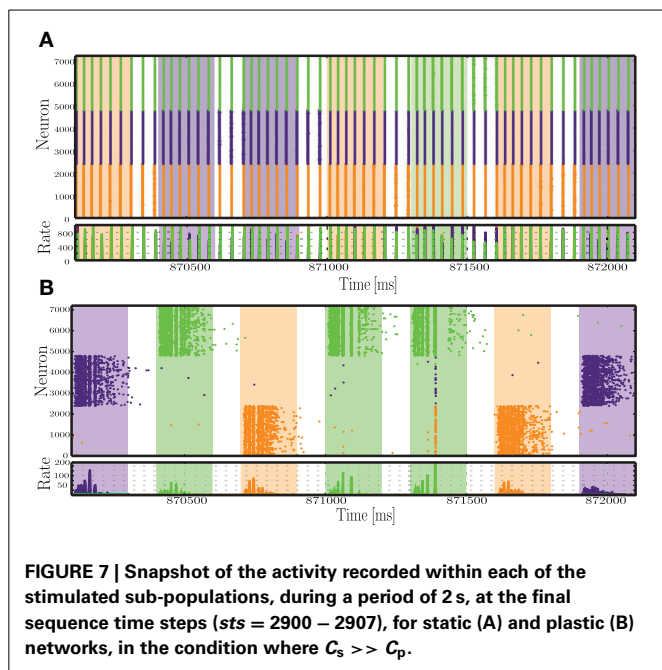 A
7000
6000
5000
4000
3000
2000
1000
0
Neuron
800
400
0
Rate
870500
871000
871500
872000
Time [ms]
B
7000
6000
5000
4000
3000
2000
1000
0
Neuron
200
150
100
50
Rate
870500
871000
871500
872000
Time [ms]
FIGURE 7 | Snapshot of the activity recorded within each of the
stimulated sub-populations, during a period of 2 s, at the final
sequence time steps (sts = 2900 − 2907), for static (A) and plastic (B)
networks, in the condition where Cs >> Cp.